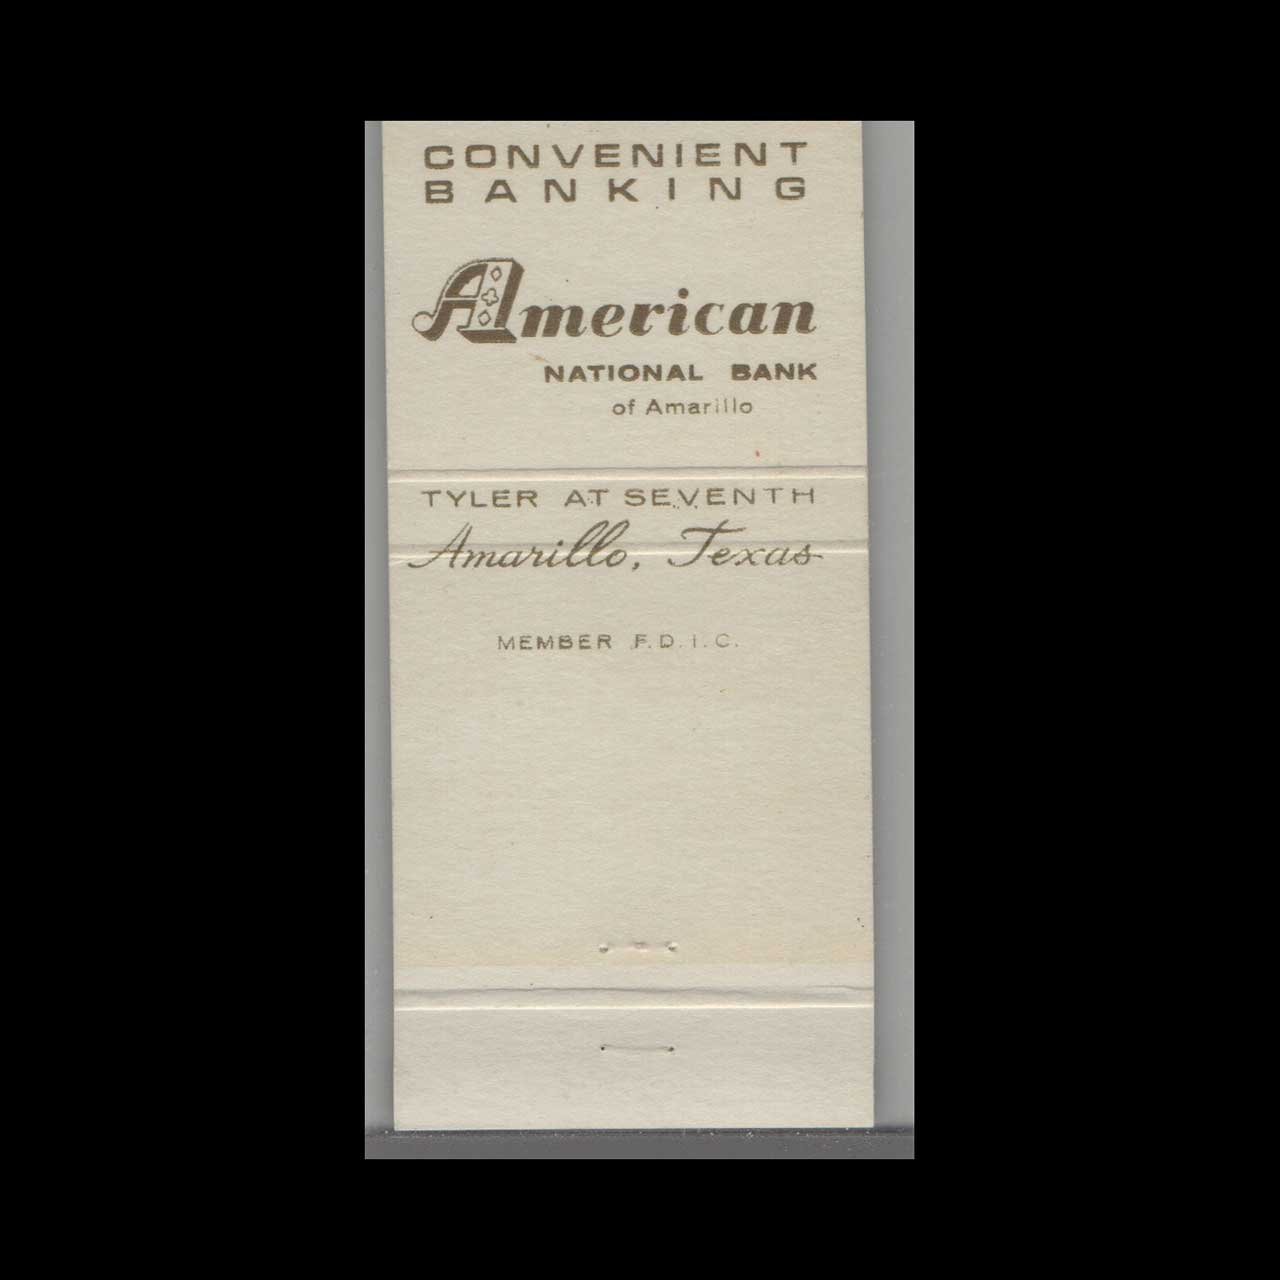 CONVENIENT
BANKING
American
NATIONAL BANK
of Amarillo
TYLER AT SEVENTH
Amarillo, Texas
MEMBER F.D.I.C.